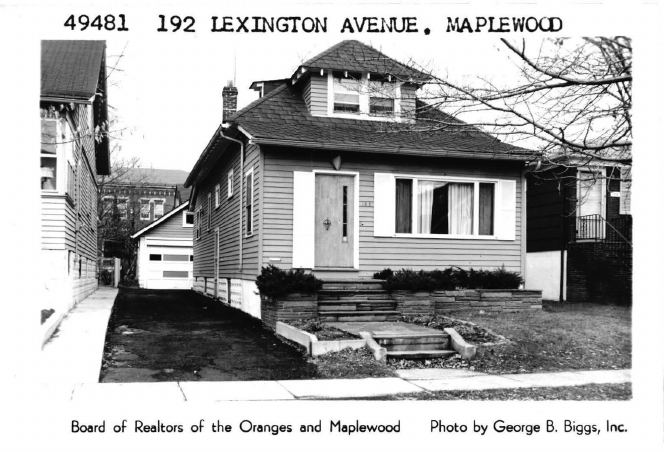 49481 192 LEXINGTON AVENUE. MAPLEWOOD
Board of Realtors of the Oranges and Maplewood Photo by George B. Biggs, Inc.